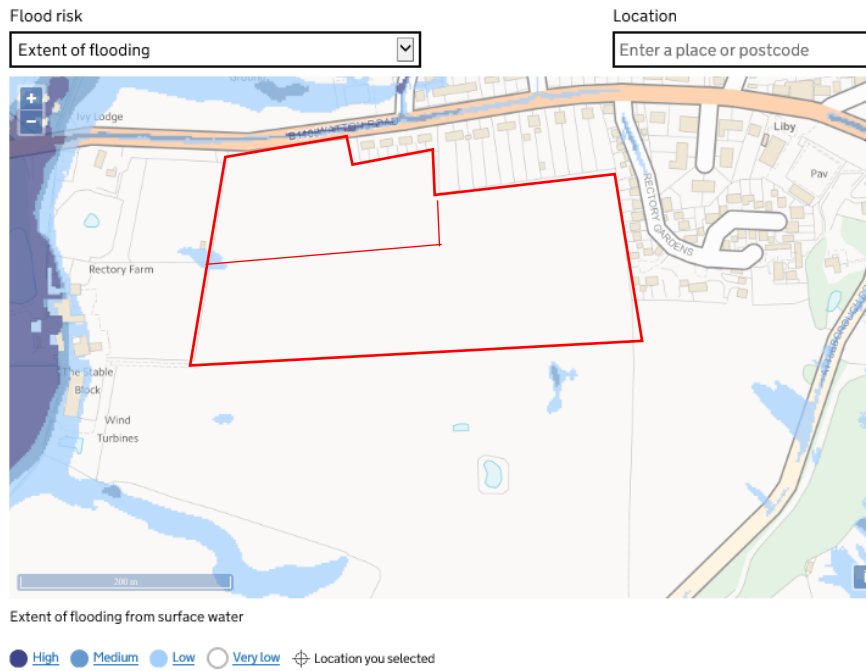 Flood risk
Location
Extent of flooding
Enter a place or postcode
+
−
Ivy Lodge
Liby
Pav
RECTORY GARDENS
Rectory Farm
The Stable
Block
Wind
Turbines
200 m
Extent of flooding from surface water
High Medium Low Very low Location you selected